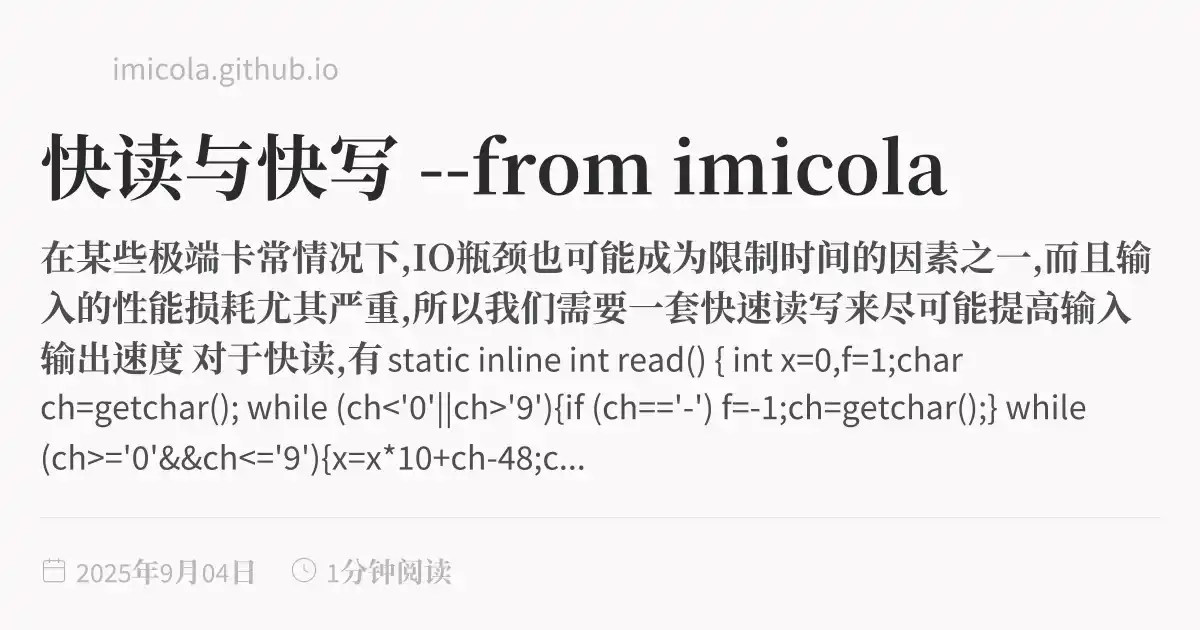 imicola.github.io
快读与快写 --from imicola
在某些极端卡常情况下,IO瓶颈也可能成为限制时间的因素之一,而且输
入的性能损耗尤其严重,所以我们需要一套快速读写来尽可能提高输入
输出速度 对于快读,有 static inline int read() { int x=0,f=1;char
ch=getchar(); while (ch<'0'||ch>'9'){if (ch=='-') f=-1;ch=getchar();} while
(ch>='0'&&ch<='9'){x=x*10+ch-48;c...
2025年9月04日 1分钟阅读